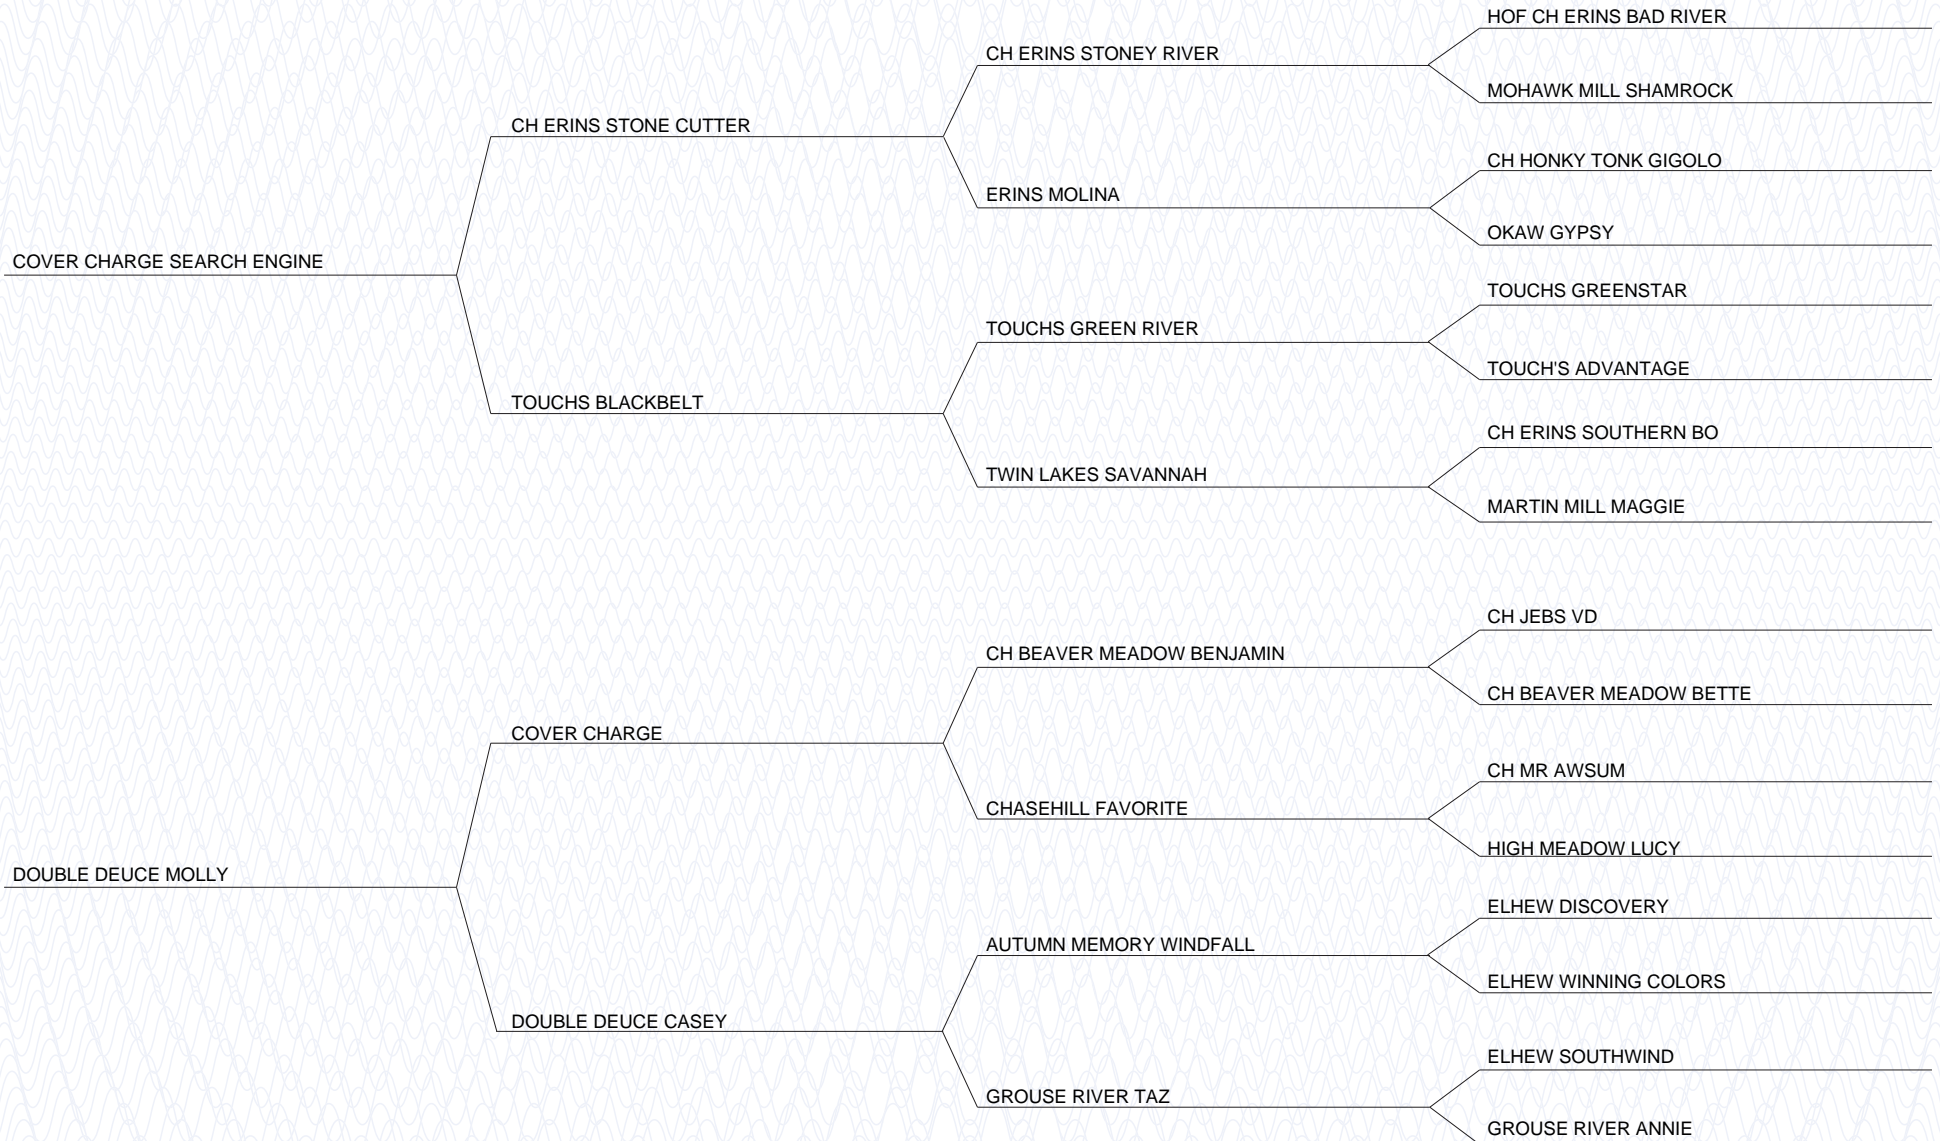 HOF CH ERINS BAD RIVER
CH ERINS STONEY RIVER
MOHAWK MILL SHAMROCK
CH ERINS STONE CUTTER
CH HONKY TONK GIGOLO
ERINS MOLINA
OKAW GYPSY
COVER CHARGE SEARCH ENGINE
TOUCHS GREENSTAR
TOUCHS GREEN RIVER
TOUCH'S ADVANTAGE
TOUCHS BLACKBELT
CH ERINS SOUTHERN BO
TWIN LAKES SAVANNAH
MARTIN MILL MAGGIE
CH JEBS VD
CH BEAVER MEADOW BENJAMIN
CH BEAVER MEADOW BETTE
COVER CHARGE
CH MR AWSUM
CHASEHILL FAVORITE
HIGH MEADOW LUCY
DOUBLE DEUCE MOLLY
ELHEW DISCOVERY
AUTUMN MEMORY WINDFALL
ELHEW WINNING COLORS
DOUBLE DEUCE CASEY
ELHEW SOUTHWIND
GROUSE RIVER TAZ
GROUSE RIVER ANNIE